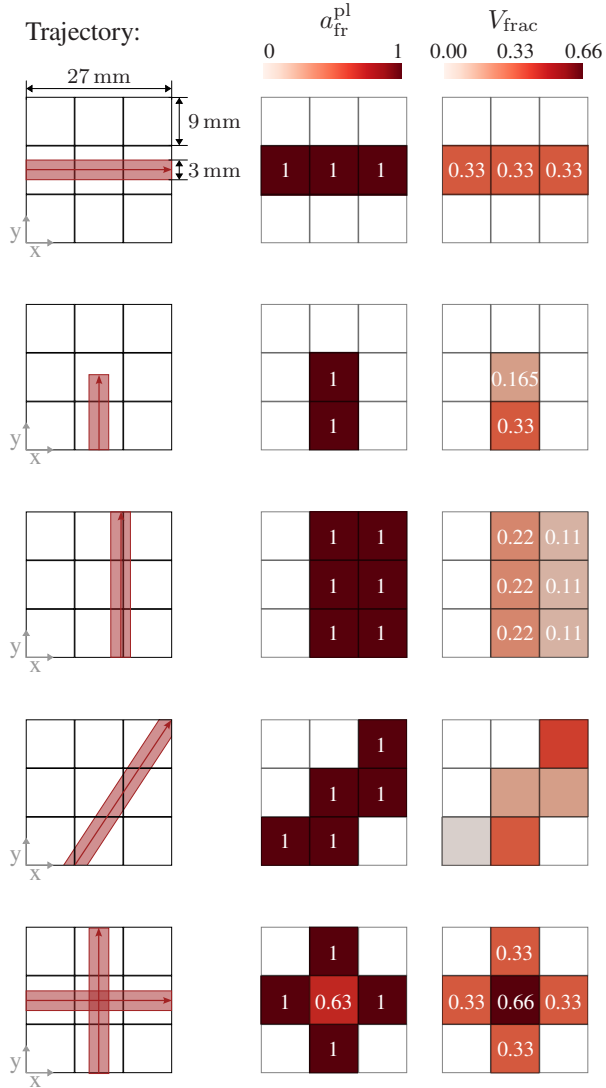 Trajectory: a_fr^pl V_frac
0 1 0.00 0.33 0.66
27 mm
9 mm
3 mm
1 1 1 0.33 0.33 0.33
y
x
1 0.165
1 0.33
y
x
1 1 0.22 0.11
1 1 0.22 0.11
1 1 0.22 0.11
y
x
1
1 1
1 1
y
x
1 0.33
1 0.63 1 0.33 0.66 0.33
1 0.33
y
x